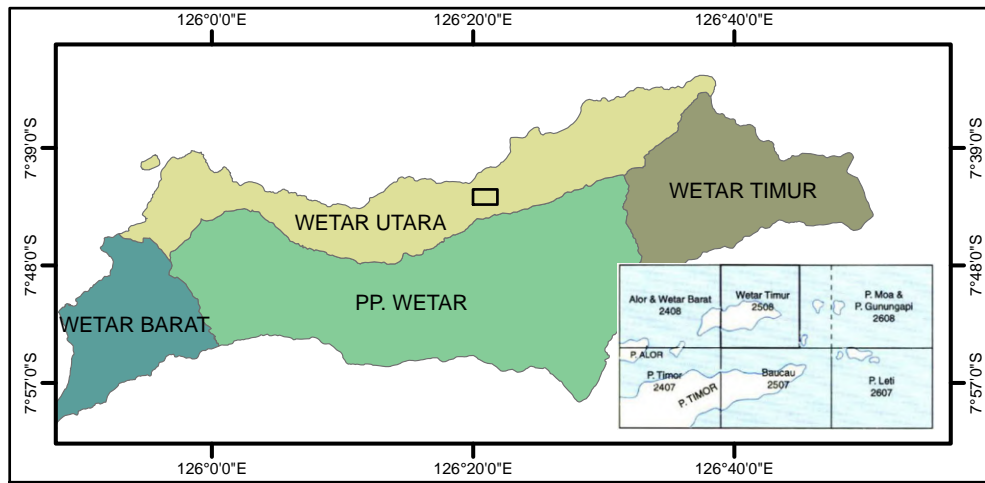 126°0'0"E 126°20'0"E 126°40'0"E
7°39'0"S 7°39'0"S
WETAR TIMUR
WETAR UTARA
7°48'0"S 7°48'0"S
PP. WETAR
WETAR BARAT
Alor & Wetar Barat
2408
Wetar Timur
2508
P. Moa &
P. Gunungapi
2608
P. ALOR
P. Timor
2407
P. TIMOR
Baucau
2507
P. Leti
2607
7°57'0"S 7°57'0"S
126°0'0"E 126°20'0"E 126°40'0"E